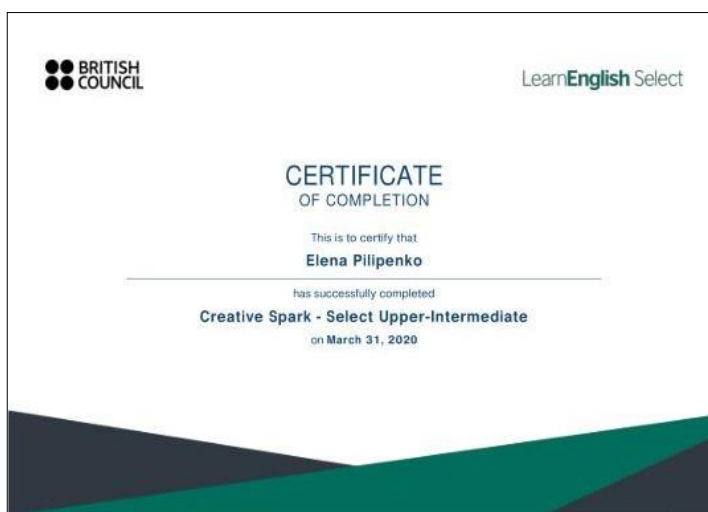 BRITISH
COUNCIL
LearnEnglish Select
CERTIFICATE
OF COMPLETION
This is to certify that
Elena Pilipenko
has successfully completed
Creative Spark - Select Upper-Intermediate
on March 31, 2020